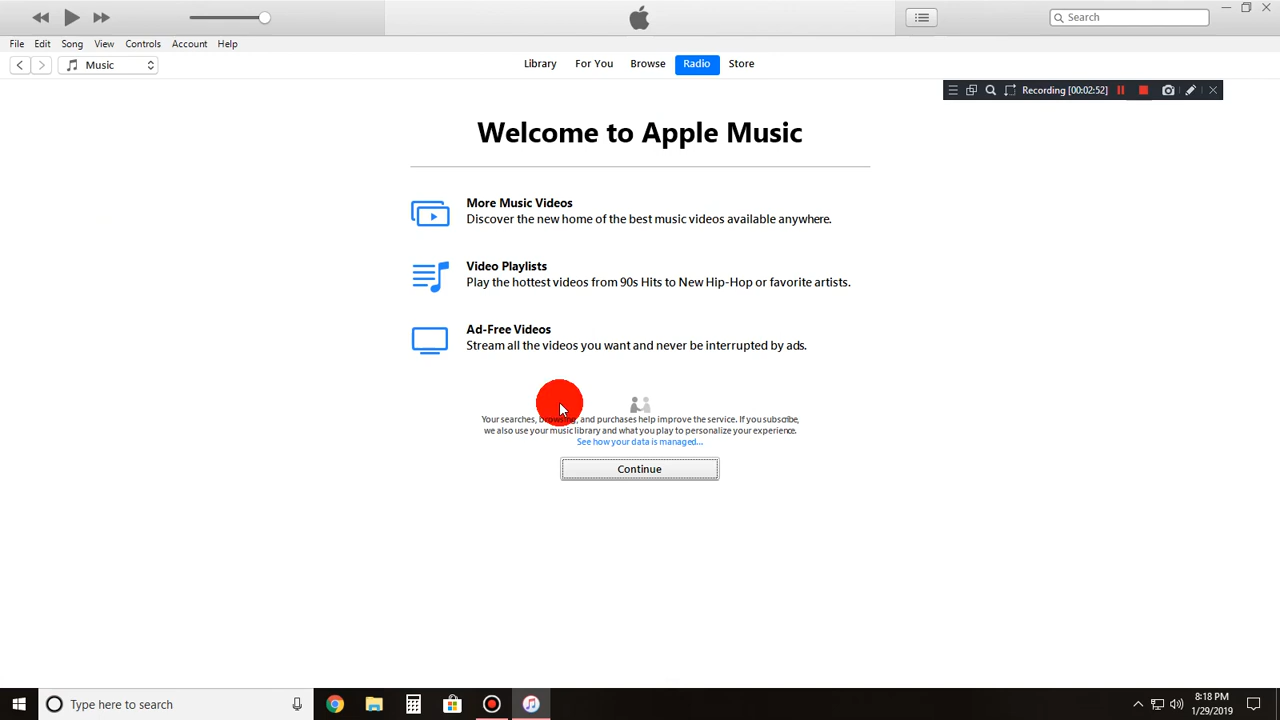 Search
File Edit Song View Controls Account Help
Music
Library For You Browse Radio Store
Recording [00:02:52]
Welcome to Apple Music
More Music Videos
Discover the new home of the best music videos available anywhere.
Video Playlists
Play the hottest videos from 90s Hits to New Hip-Hop or favorite artists.
Ad-Free Videos
Stream all the videos you want and never be interrupted by ads.
Your searches, browsing, and purchases help improve the service. If you subscribe,
we also use your music library and what you play to personalize your experience.
See how your data is managed...
Continue
Type here to search
8:18 PM
1/29/2019